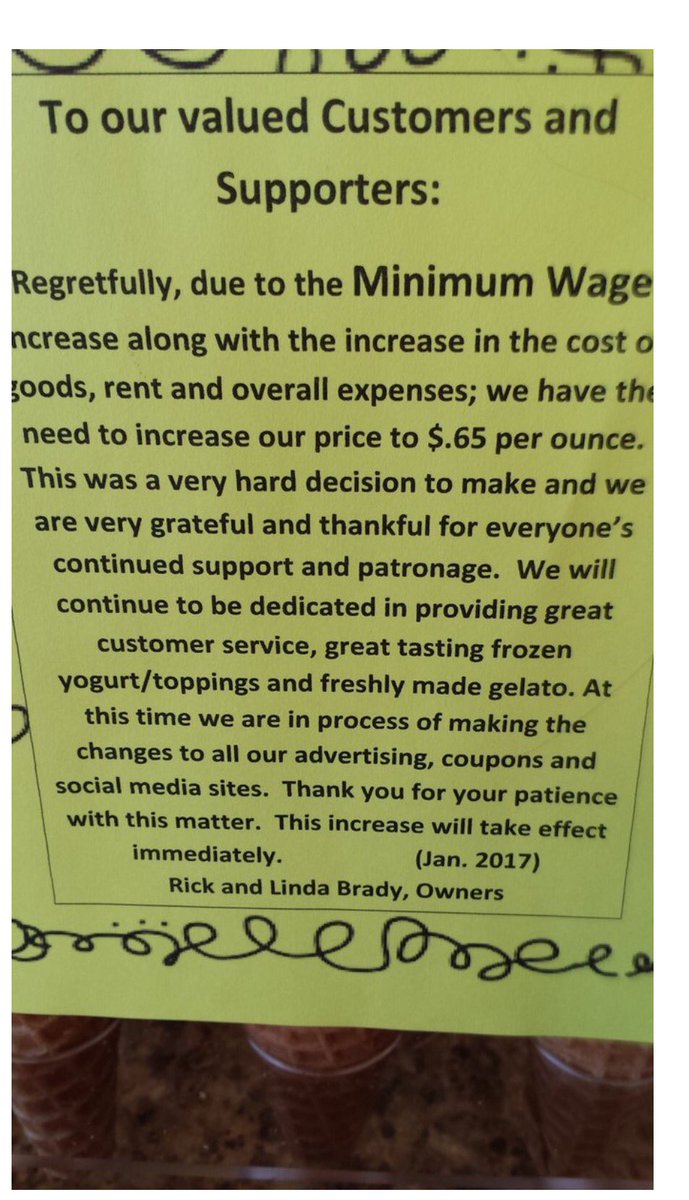 To our valued Customers and
Supporters:
Regretfully, due to the Minimum Wage
ncrease along with the increase in the cost o
goods, rent and overall expenses; we have the
need to increase our price to $.65 per ounce.
This was a very hard decision to make and we
are very grateful and thankful for everyone's
continued support and patronage. We will
continue to be dedicated in providing great
customer service, great tasting frozen
yogurt/toppings and freshly made gelato. At
this time we are in process of making the
changes to all our advertising, coupons and
social media sites. Thank you for your patience
with this matter. This increase will take effect
immediately. (Jan. 2017)
Rick and Linda Brady, Owners